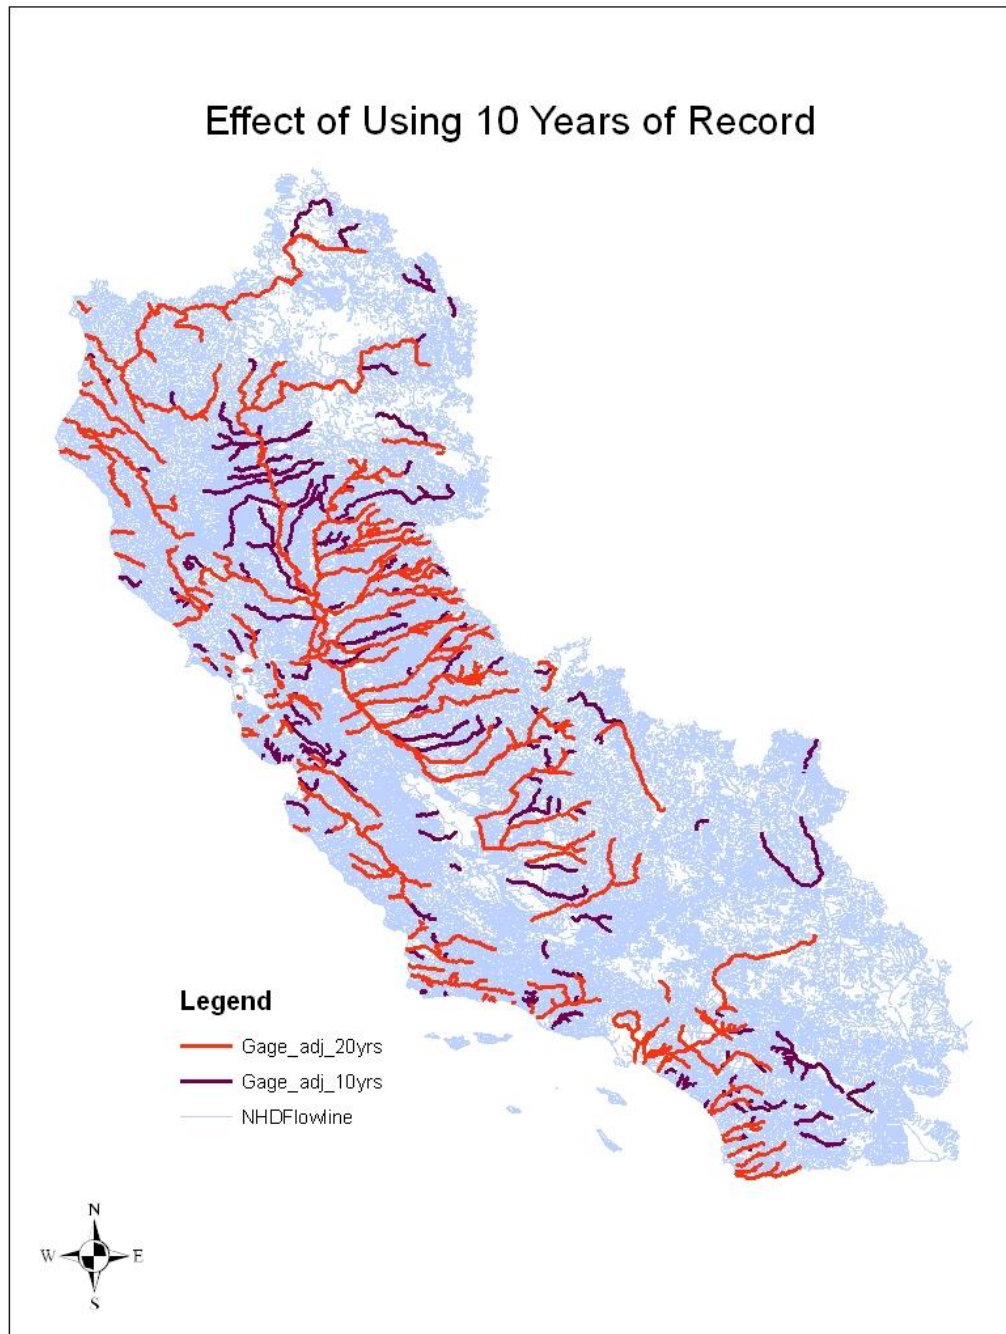 Effect of Using 10 Years of Record
Legend
Gage_adj_20yrs
Gage_adj_10yrs
NHDFlowline
N
W E
S